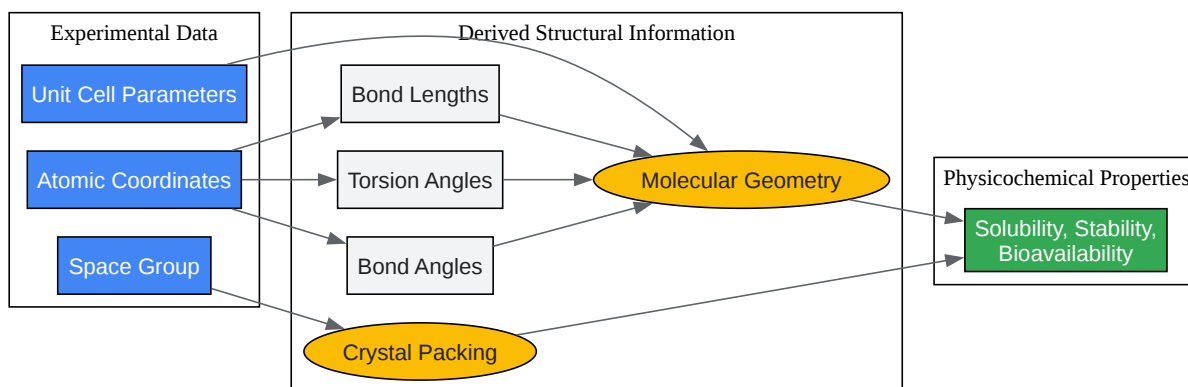 Experimental Data
Unit Cell Parameters
Atomic Coordinates
Space Group
Derived Structural Information
Bond Lengths
Torsion Angles
Bond Angles
Crystal Packing
Molecular Geometry
Physicochemical Properties
Solubility, Stability,
Bioavailability